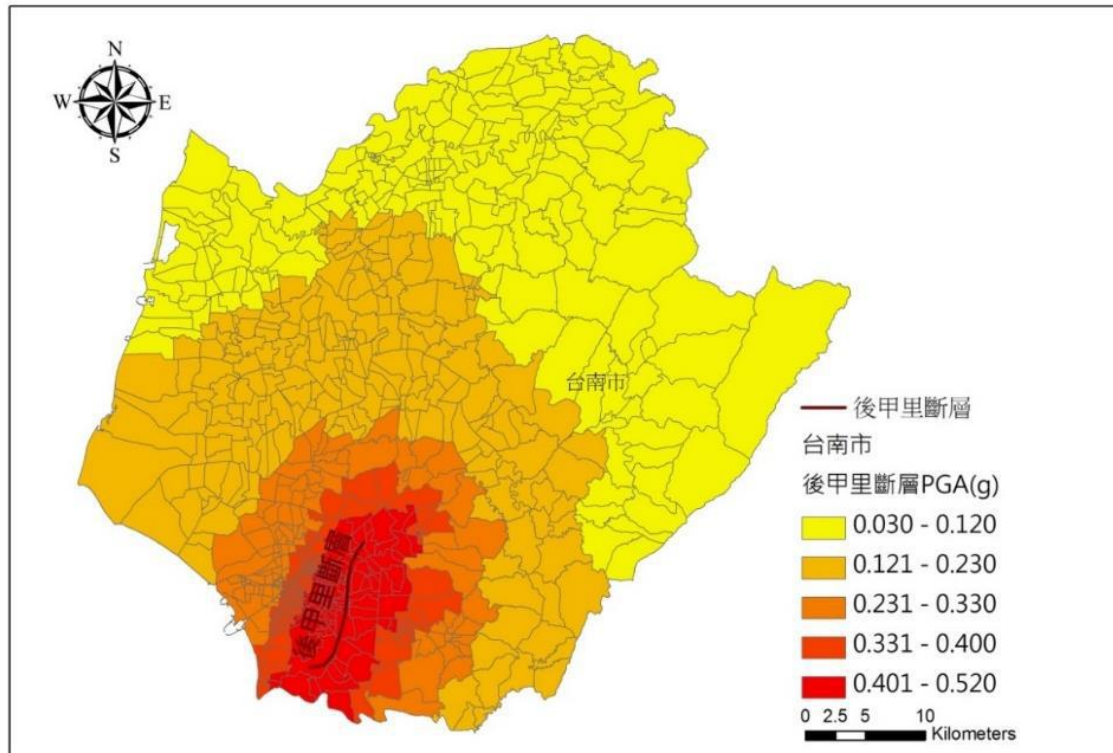 N
W E
S
台南市
後甲里斷層
後甲里斷層
台南市
後甲里斷層PGA(g)
0.030 - 0.120
0.121 - 0.230
0.231 - 0.330
0.331 - 0.400
0.401 - 0.520
0 2.5 5 10
Kilometers